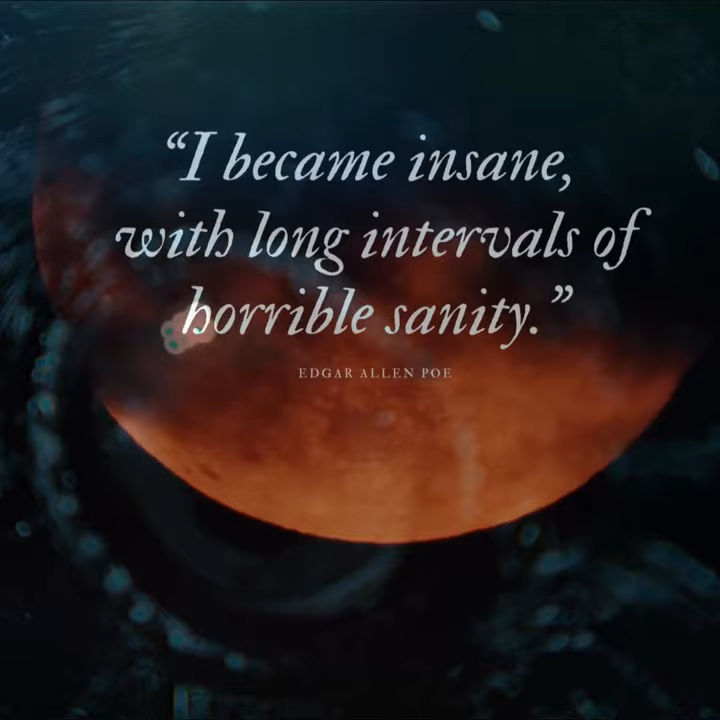 “I became insane,
with long intervals of
horrible sanity.”
EDGAR ALLEN POE